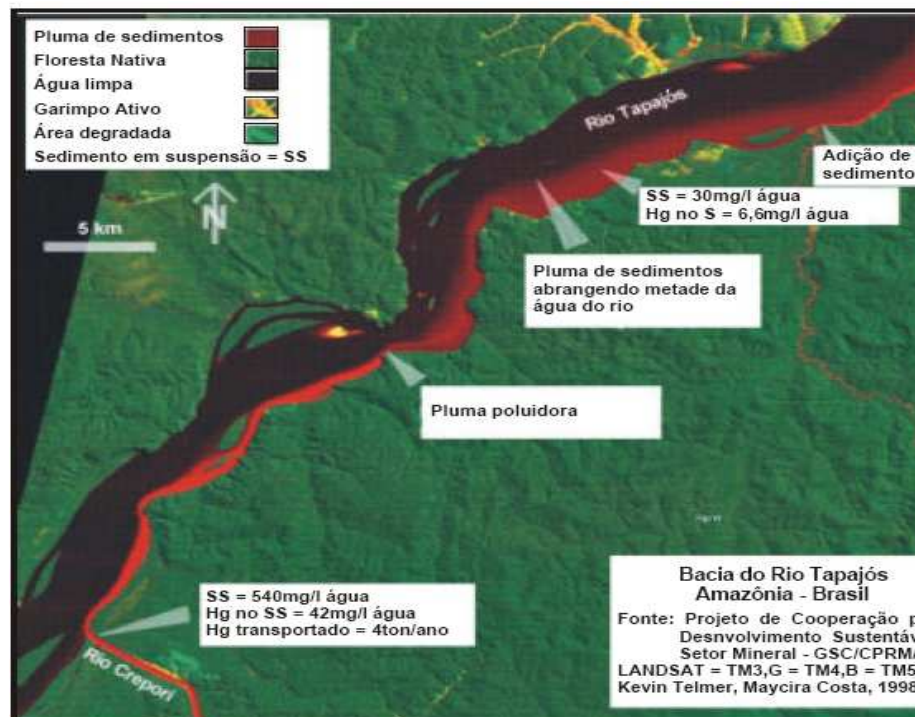 Pluma de sedimentos
Floresta Nativa
Água limpa
Garimpo Ativo
Área degradada
Sedimento em suspensão = SS
N
5 km
Rio Tapajós
Adição de
sedimento
SS = 30mg/l água
Hg no S = 6,6mg/l água
Pluma de sedimentos
abrangendo metade da
água do rio
Pluma poluidora
SS = 540mg/l água
Hg no SS = 42mg/l água
Hg transportado = 4ton/ano
Rio Crepori
Bacia do Rio Tapajós
Amazônia - Brasil
Fonte: Projeto de Cooperação p
Desnvolvimento Sustentáv
Setor Mineral - GSC/CPRM/
LANDSAT = TM3,G = TM4,B = TM5
Kevin Telmer, Maycira Costa, 1998